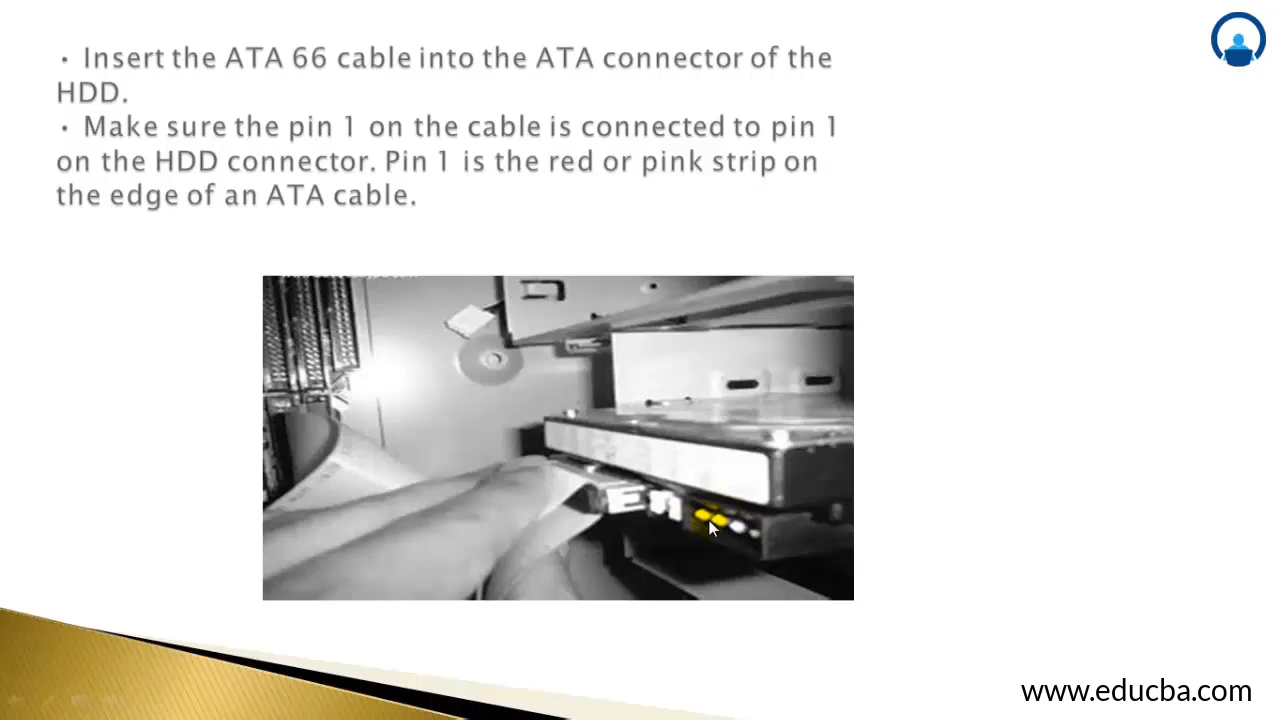 • Insert the ATA 66 cable into the ATA connector of the
HDD.
• Make sure the pin 1 on the cable is connected to pin 1
on the HDD connector. Pin 1 is the red or pink strip on
the edge of an ATA cable.
www.educba.com